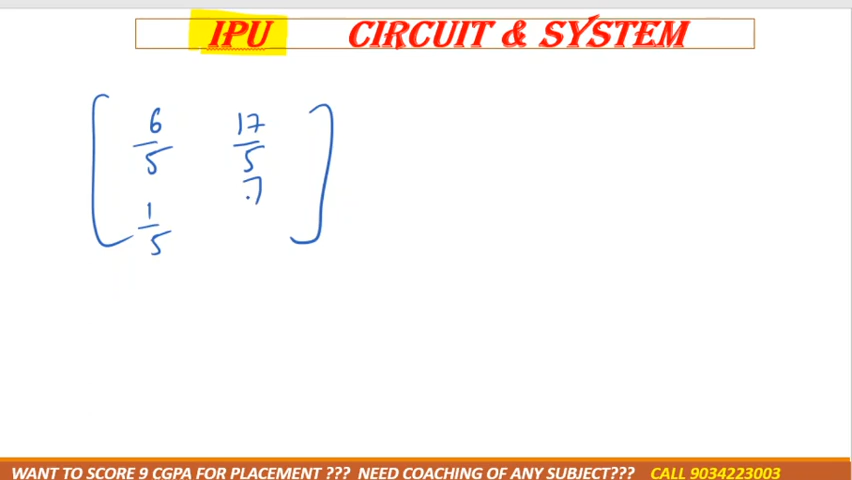 IPU CIRCUIT & SYSTEM
6/5 17/5
7
1/5
WANT TO SCORE 9 CGPA FOR PLACEMENT ??? NEED COACHING OF ANY SUBJECT??? CALL 9034223003